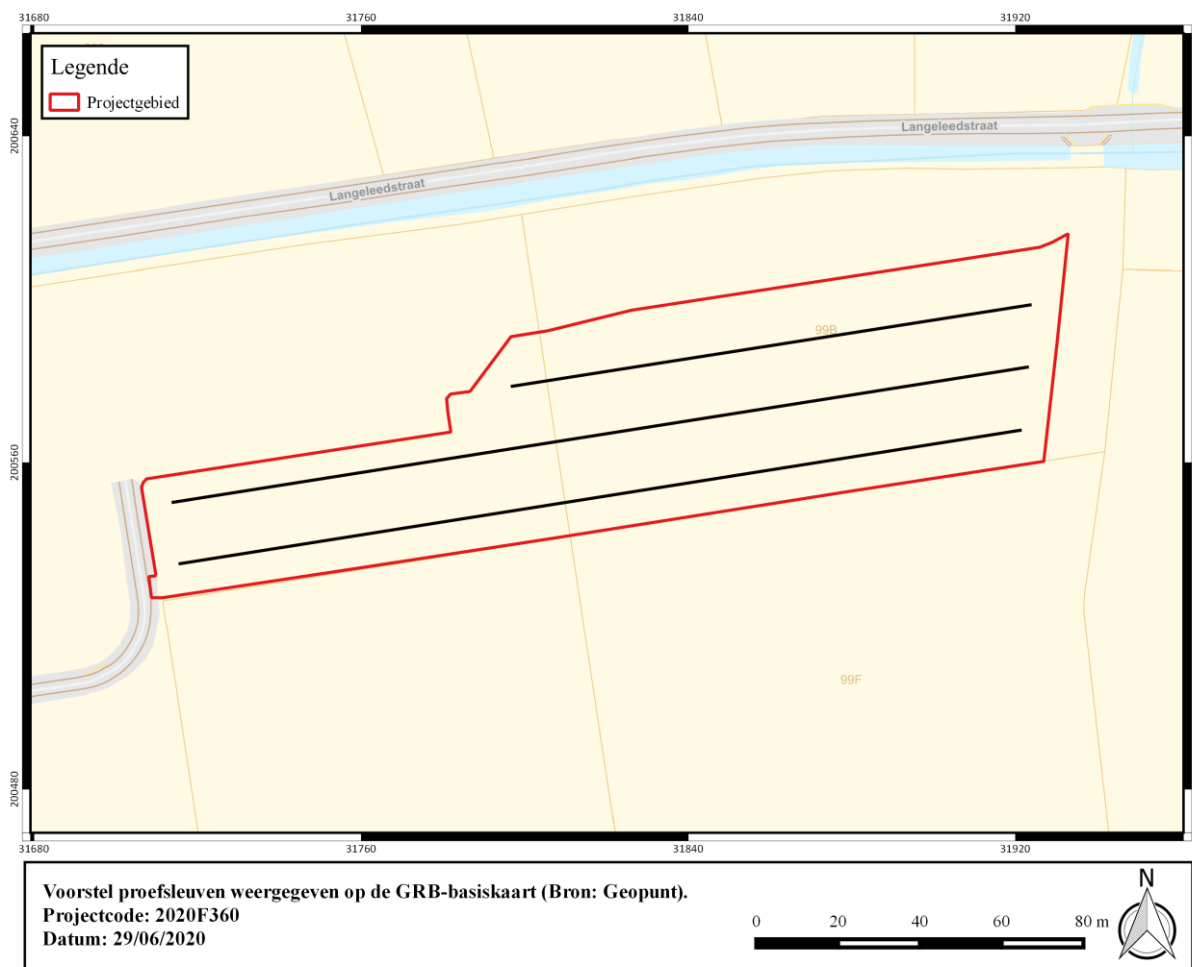 31680 31760 31840 31920
Legende
Projectgebied
Langeleedstraat
Langeleedstraat
200640
99B
200560
99F
200480
31680 31760 31840 31920
Voorstel proefsleuven weergegeven op de GRB-basiskaart (Bron: Geopunt).
Projectcode: 2020F360
Datum: 29/06/2020
0 20 40 60 80 m
N